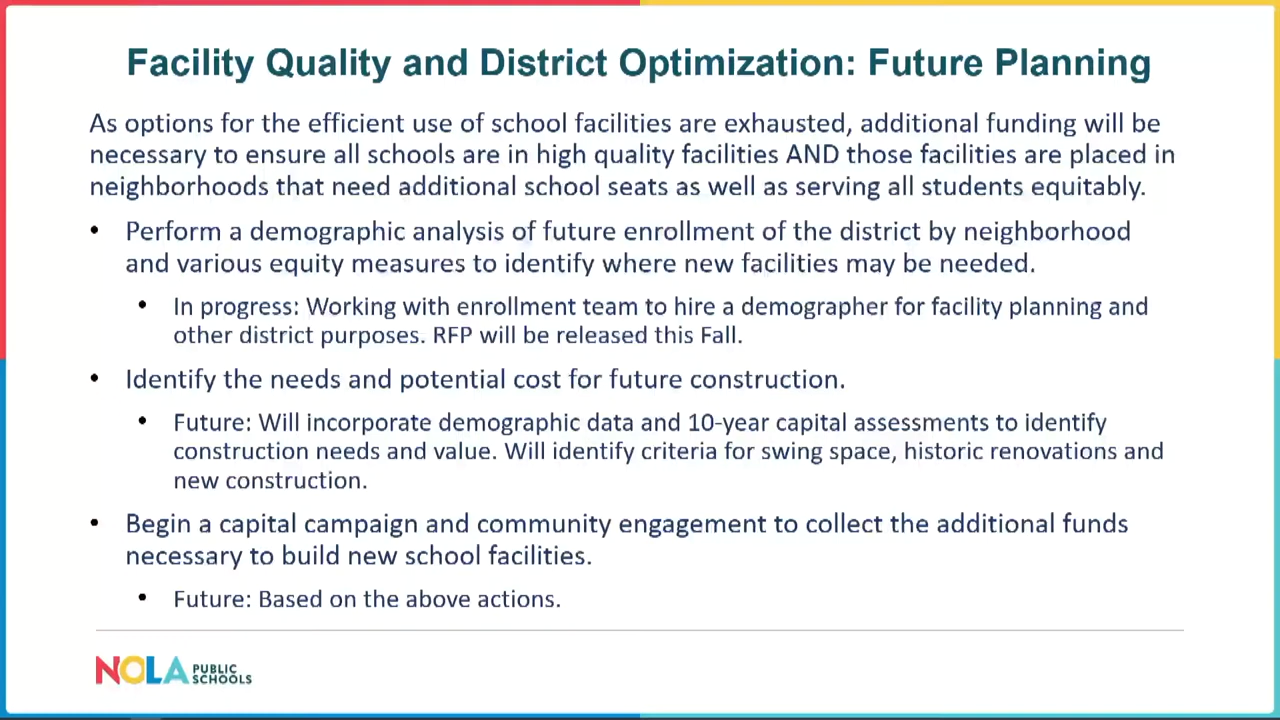 Facility Quality and District Optimization: Future Planning
As options for the efficient use of school facilities are exhausted, additional funding will be
necessary to ensure all schools are in high quality facilities AND those facilities are placed in
neighborhoods that need additional school seats as well as serving all students equitably.
• Perform a demographic analysis of future enrollment of the district by neighborhood
and various equity measures to identify where new facilities may be needed.
• In progress: Working with enrollment team to hire a demographer for facility planning and
other district purposes. RFP will be released this Fall.
• Identify the needs and potential cost for future construction.
• Future: Will incorporate demographic data and 10-year capital assessments to identify
construction needs and value. Will identify criteria for swing space, historic renovations and
new construction.
• Begin a capital campaign and community engagement to collect the additional funds
necessary to build new school facilities.
• Future: Based on the above actions.
NOLA PUBLIC
SCHOOLS